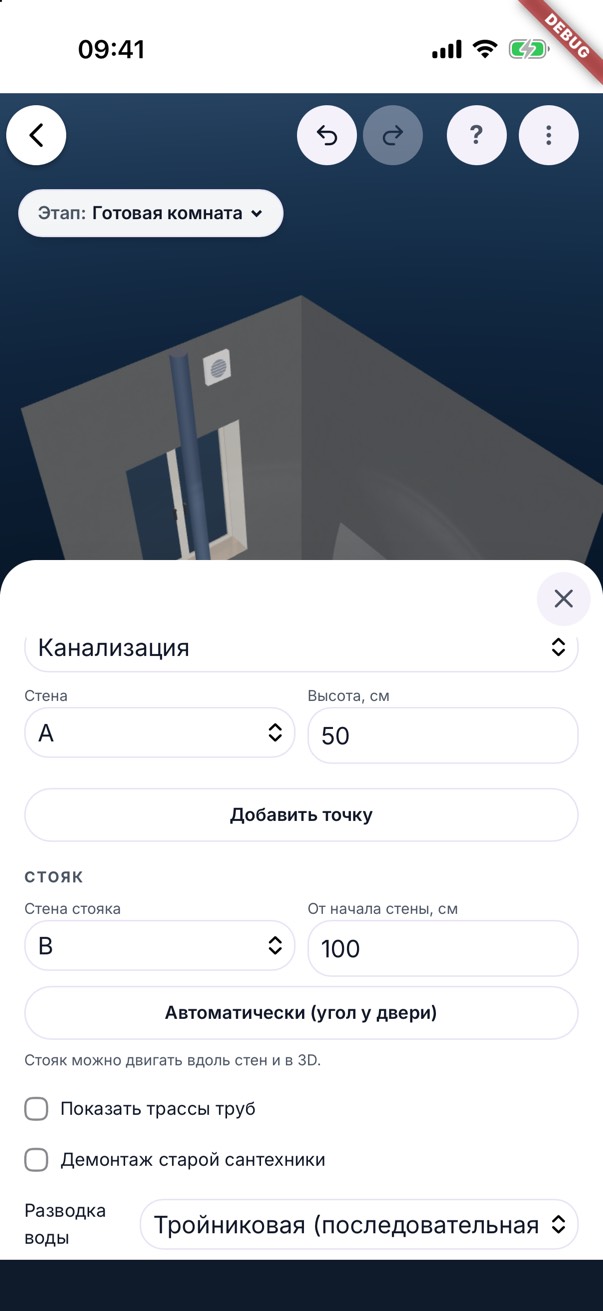 09:41
DEBUG
?
Этап: Готовая комната
Канализация
Стена
Высота, см
A
50
Добавить точку
СТОЯК
Стена стояка
От начала стены, см
B
100
Автоматически (угол у двери)
Стояк можно двигать вдоль стен и в 3D.
Показать трассы труб
Демонтаж старой сантехники
Разводка
воды
Тройниковая (последовательная